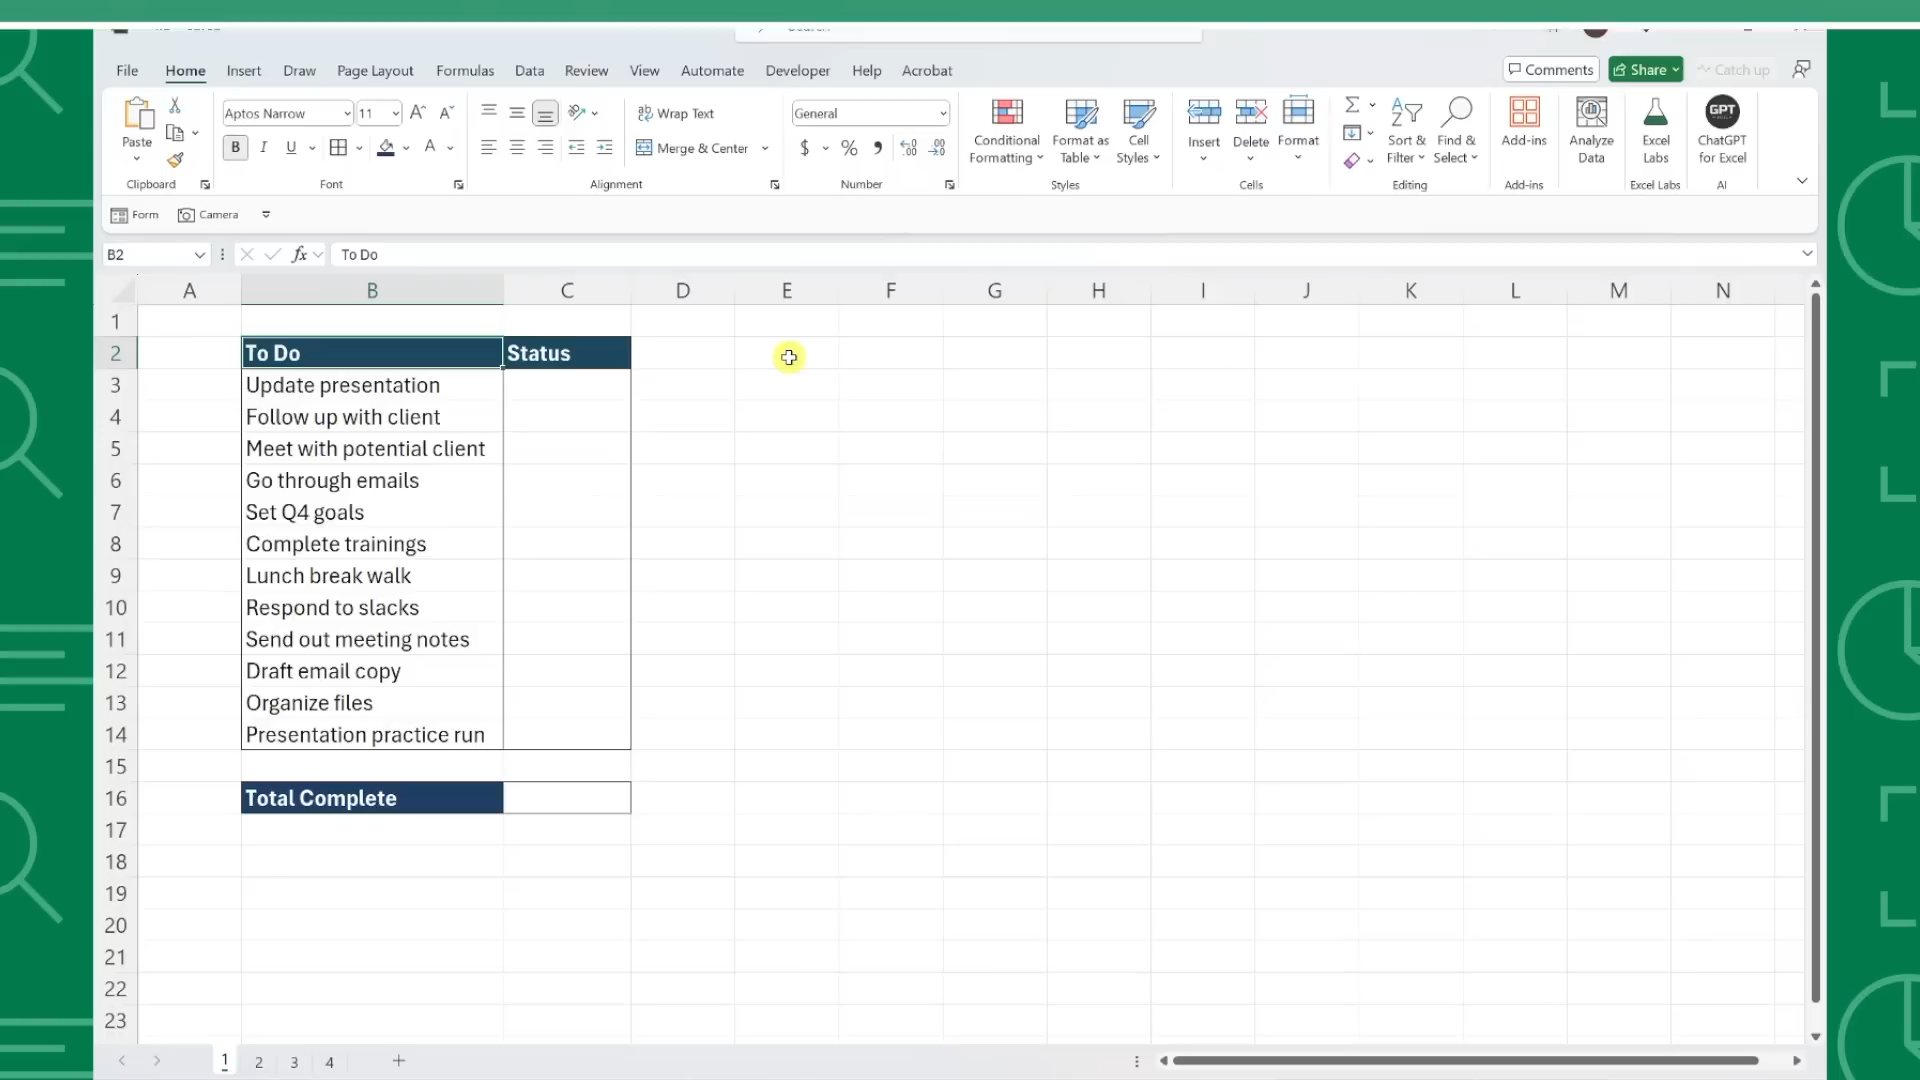 File Home Insert Draw Page Layout Formulas Data Review View Automate Developer Help Acrobat Comments Share Catch up
Paste
Clipboard
Aptos Narrow 11
B I U
Font
Wrap Text
Merge & Center
Alignment
General
$ % 9
Number
Conditional Formatting
Format as Table
Cell Styles
Styles
Insert Delete Format
Cells
Sort & Filter
Find & Select
Editing
Add-ins
Add-ins
Analyze Data
Excel Labs
Excel Labs
GPT
ChatGPT for Excel
AI
Form Camera
B2 fx To Do
A B C D E F G H I J K L M N
1
2 To Do Status
3 Update presentation
4 Follow up with client
5 Meet with potential client
6 Go through emails
7 Set Q4 goals
8 Complete trainings
9 Lunch break walk
10 Respond to slacks
11 Send out meeting notes
12 Draft email copy
13 Organize files
14 Presentation practice run
15
16 Total Complete
17
18
19
20
21
22
23
1 2 3 4